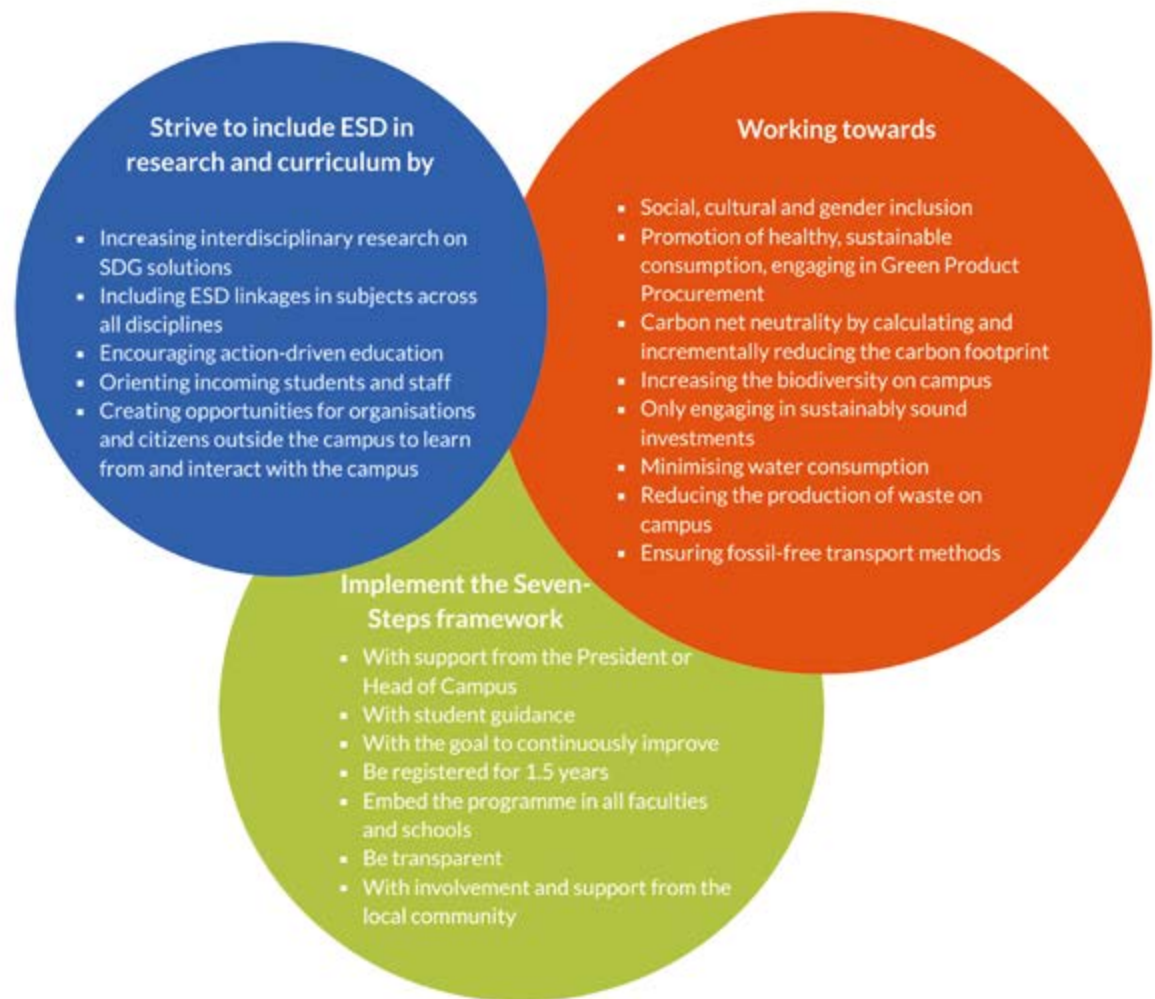 Strive to include ESD in
research and curriculum by
▪ Increasing interdisciplinary research on
SDG solutions
▪ Including ESD linkages in subjects across
all disciplines
▪ Encouraging action-driven education
▪ Orienting incoming students and staff
▪ Creating opportunities for organisations
and citizens outside the campus to learn
from and interact with the campus
Working towards
▪ Social, cultural and gender inclusion
▪ Promotion of healthy, sustainable
consumption, engaging in Green Product
Procurement
▪ Carbon net neutrality by calculating and
incrementally reducing the carbon footprint
▪ Increasing the biodiversity on campus
▪ Only engaging in sustainably sound
investments
▪ Minimising water consumption
▪ Reducing the production of waste on
campus
▪ Ensuring fossil-free transport methods
Implement the Seven-
Steps framework
▪ With support from the President or
Head of Campus
▪ With student guidance
▪ With the goal to continuously improve
▪ Be registered for 1.5 years
▪ Embed the programme in all faculties
and schools
▪ Be transparent
▪ With involvement and support from the
local community